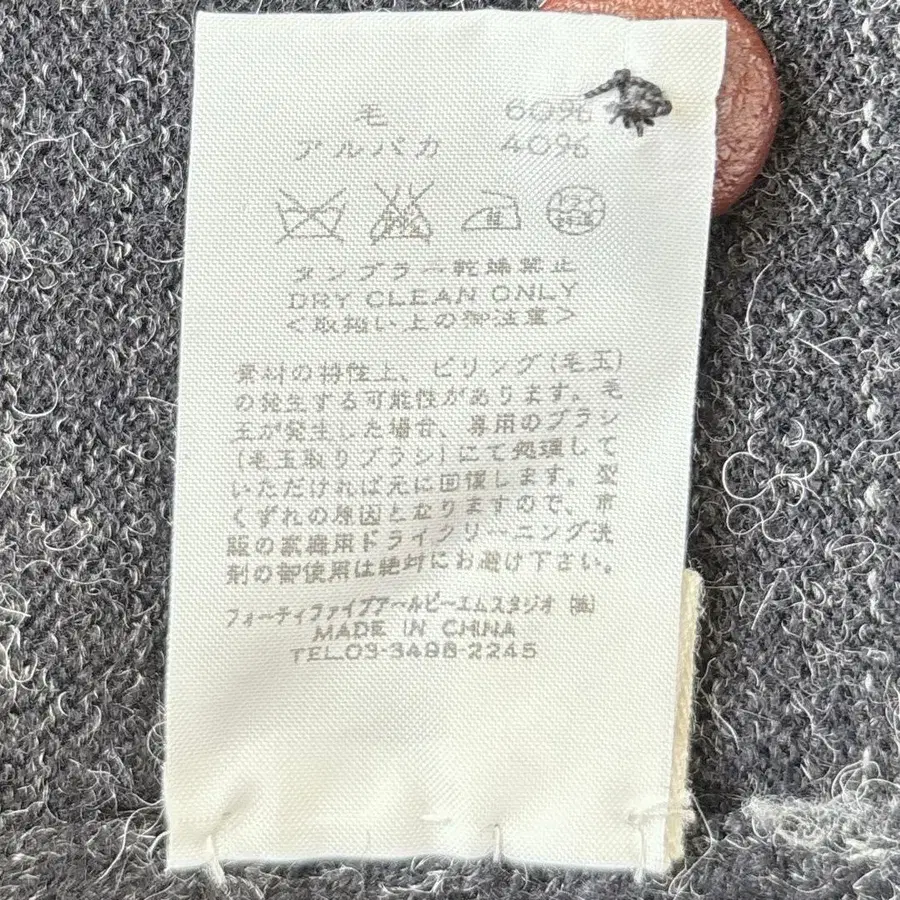 毛 60%
アルパカ 40%
ドライ
タンブラー乾燥禁止
DRY CLEAN ONLY
<取扱い上の御注意>
素材の特性上、ピリング(毛玉)
の発生する可能性があります。毛
玉が発生した場合、専用のブラシ
(毛玉取りブラシ)にて処理して
いただければ元に回復します。型
くずれの原因となりますので、市
販の家庭用ドライクリーニング洗
剤の御使用は絶対にお避け下さい。
フォーティファイブアールピーエムスタジオ (株)
MADE IN CHINA
TEL.03-3498-2245